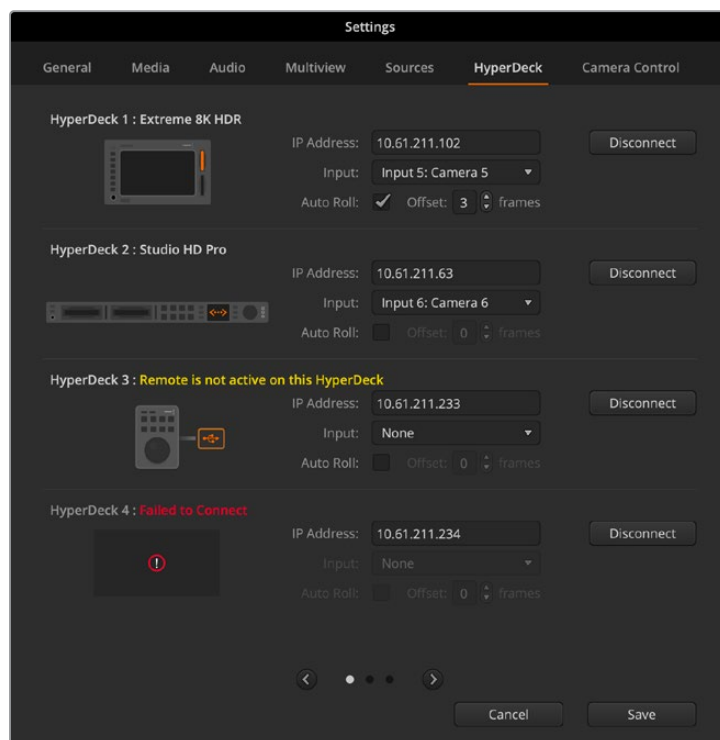 Settings
General Media Audio Multiview Sources HyperDeck Camera Control
HyperDeck 1 : Extreme 8K HDR
IP Address: 10.61.211.102 Disconnect
Input: Input 5: Camera 5
Auto Roll: Offset: 3 frames
HyperDeck 2 : Studio HD Pro
IP Address: 10.61.211.63 Disconnect
Input: Input 6: Camera 6
Auto Roll: Offset: 0 frames
HyperDeck 3 : Remote is not active on this HyperDeck
IP Address: 10.61.211.233 Disconnect
Input: None
Auto Roll: Offset: 0 frames
HyperDeck 4 : Failed to Connect
IP Address: 10.61.211.234 Disconnect
Input: None
Auto Roll: Offset: 0 frames
Cancel Save